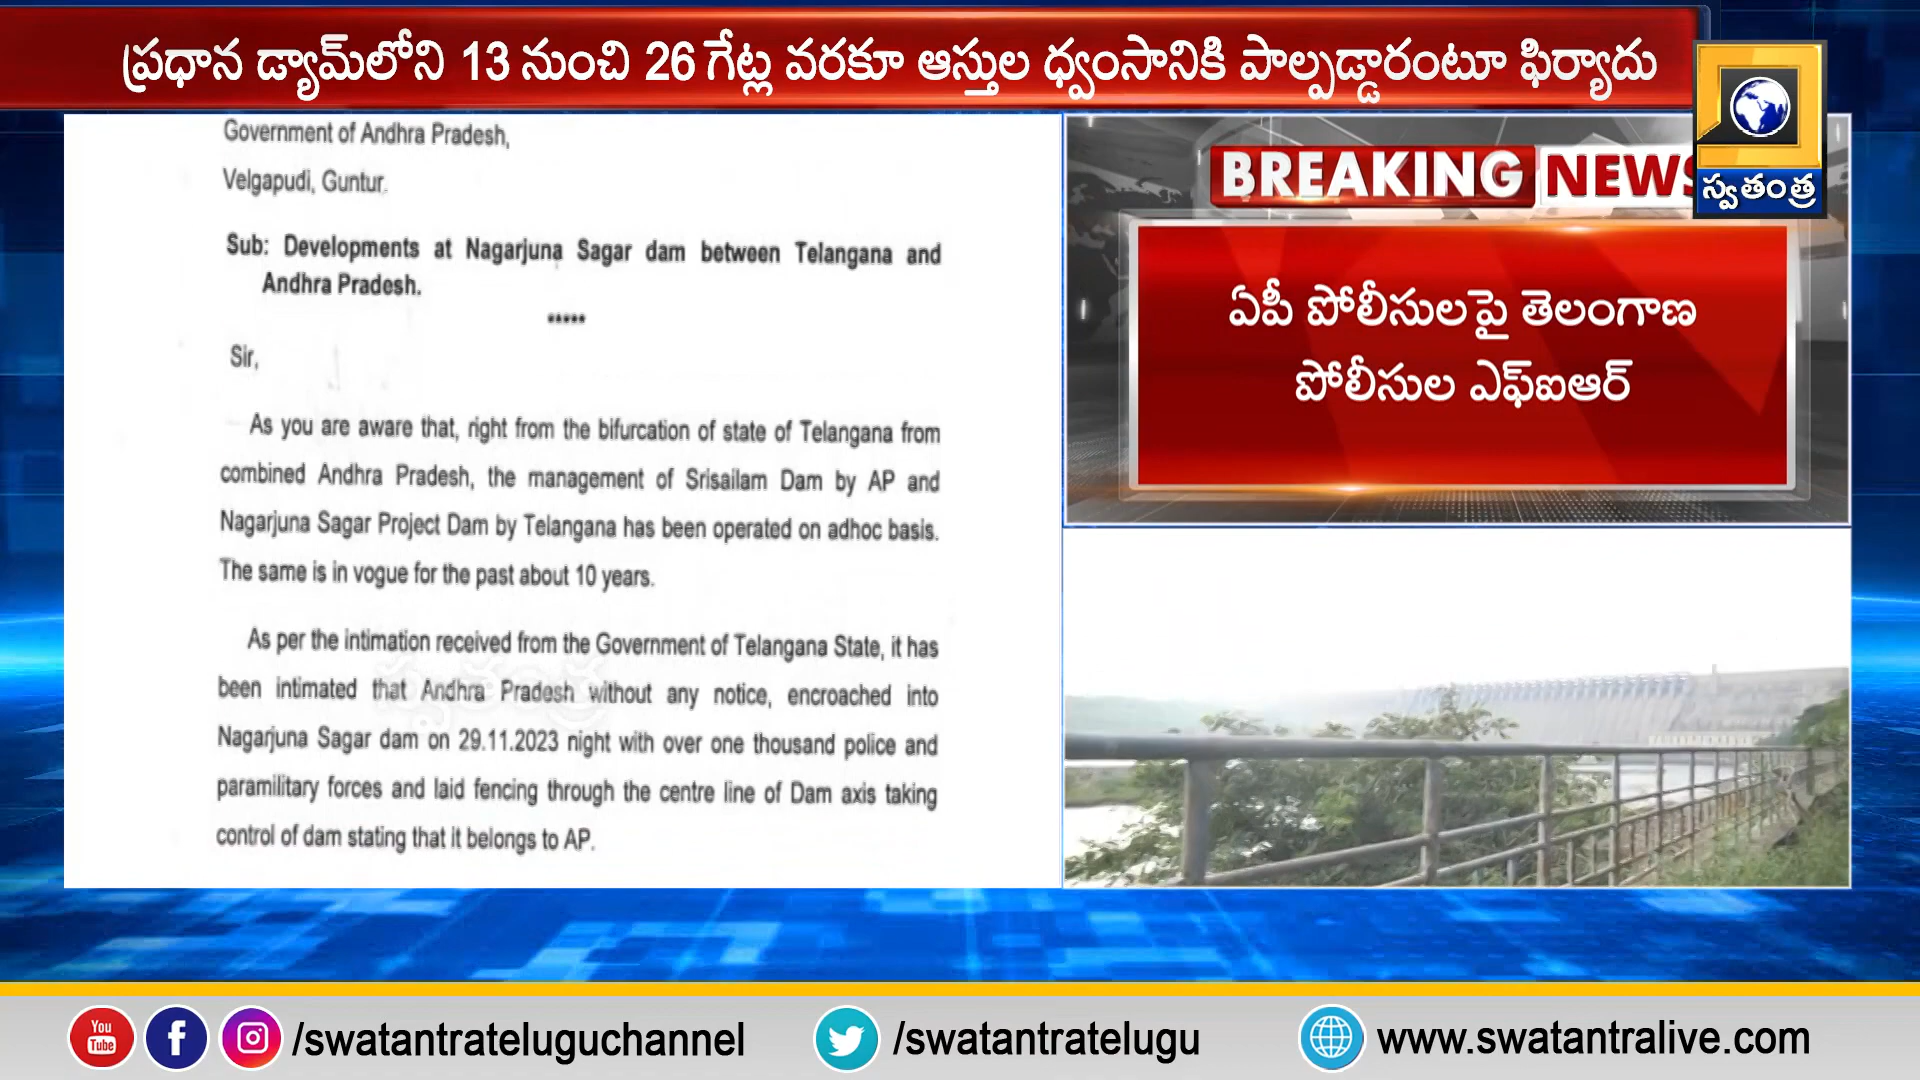 ప్రధాన డ్యామ్‌లోని 13 నుంచి 26 గేట్ల వరకూ ఆస్తుల ధ్వంసానికి పాల్పడ్డారంటూ ఫిర్యాదు
Government of Andhra Pradesh,
Velgapudi, Guntur.
Sub: Developments at Nagarjuna Sagar dam between Telangana and
Andhra Pradesh.
*****
Sir,
As you are aware that, right from the bifurcation of state of Telangana from
combined Andhra Pradesh, the management of Srisailam Dam by AP and
Nagarjuna Sagar Project Dam by Telangana has been operated on adhoc basis.
The same is in vogue for the past about 10 years.
As per the intimation received from the Government of Telangana State, it has
been intimated that Andhra Pradesh without any notice, encroached into
Nagarjuna Sagar dam on 29.11.2023 night with over one thousand police and
paramilitary forces and laid fencing through the centre line of Dam axis taking
control of dam stating that it belongs to AP.
BREAKING NEWS
స్వతంత్ర
ఏపీ పోలీసులపై తెలంగాణ
పోలీసుల ఎఫ్ఐఆర్
You
Tube
/swatantrateluguchannel
/swatantratelugu
www.swatantralive.com